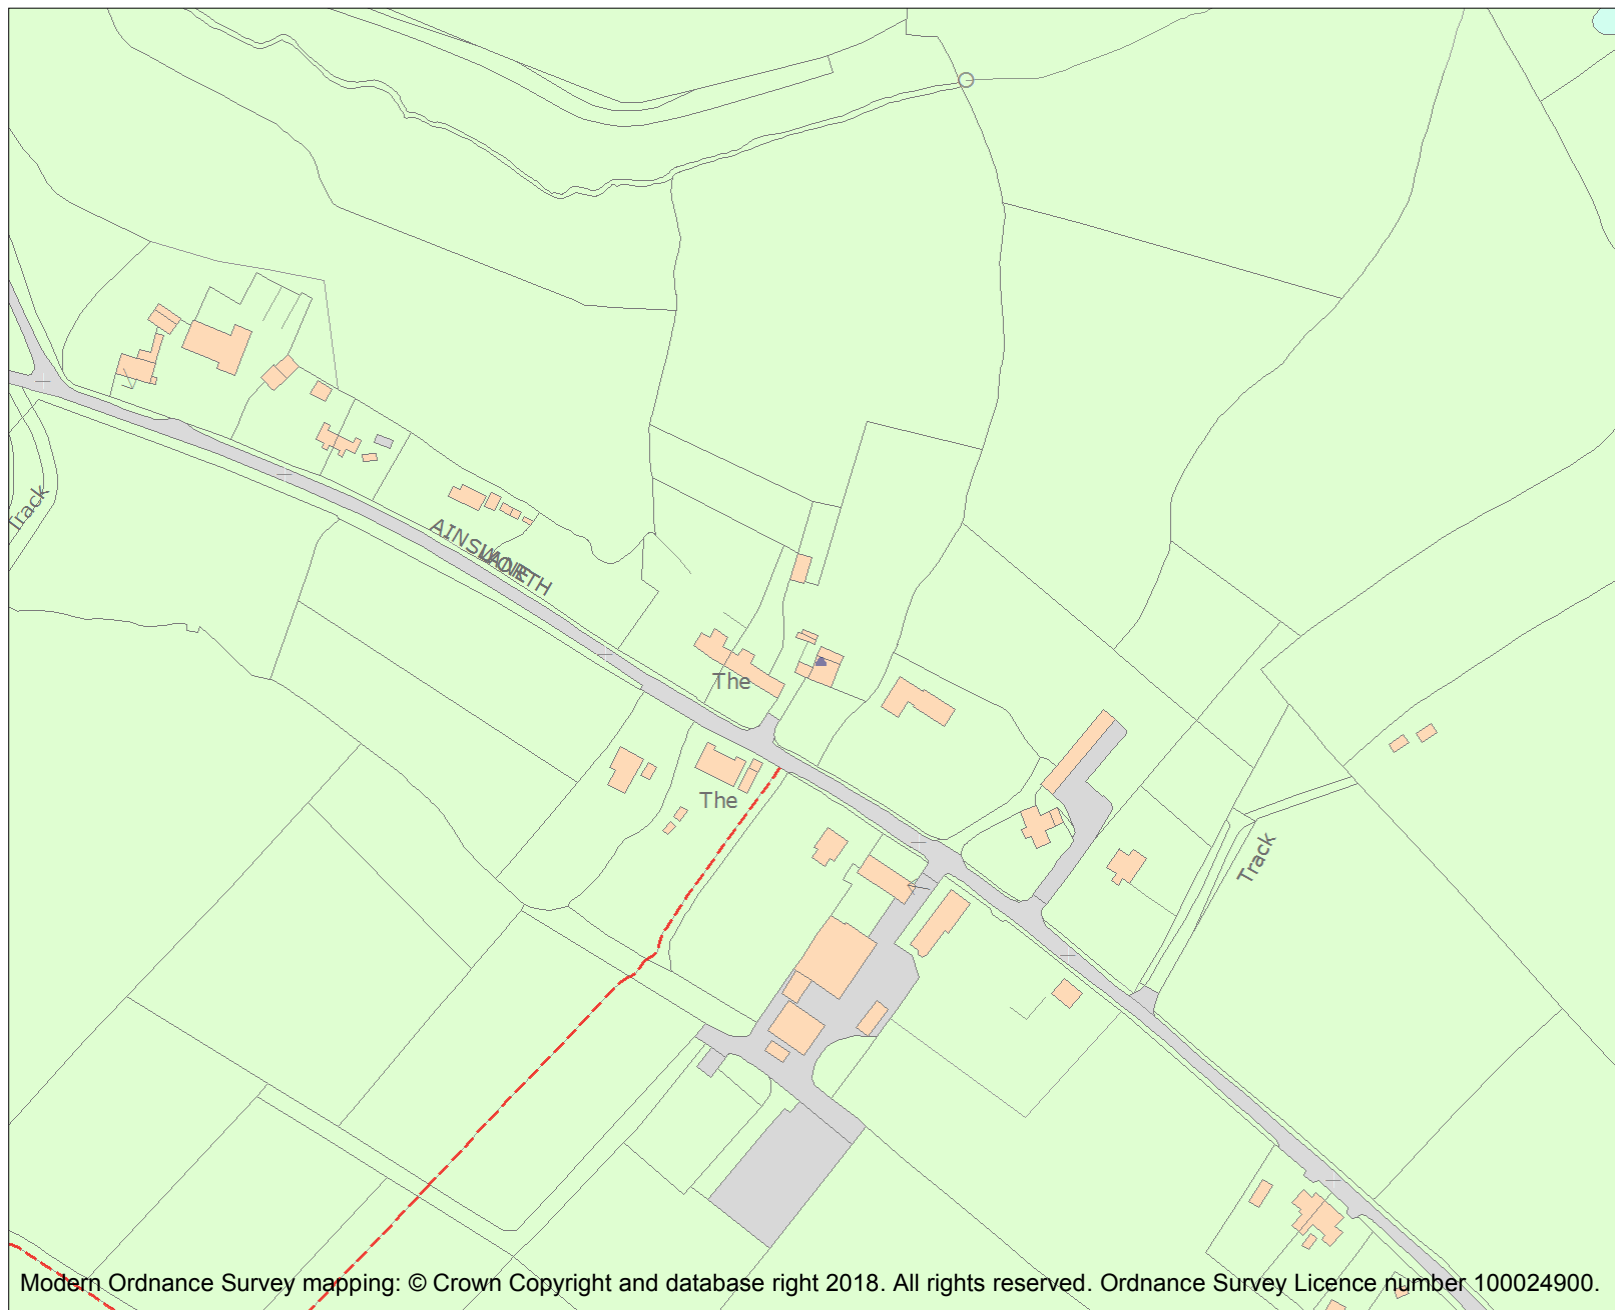 Track
AINSWORTH
LANE
The
The
Track
Modern Ordnance Survey mapping: © Crown Copyright and database right 2018. All rights reserved. Ordnance Survey Licence number 100024900.